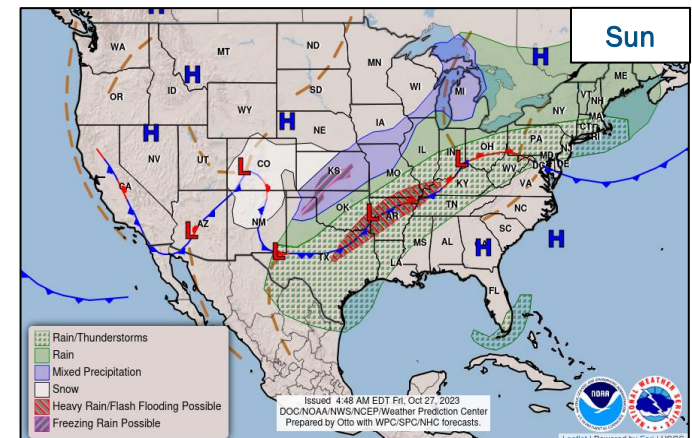 Sun
H
WA
MT
ND
MN
ME
H
OR
ID
H
SD
WI
MI
VT
NH
WY
NY
MA
H
NV
H
NE
IA
CT
RI
PA
NJ
UT
L
CO
IL
IN
L
OH
MD
DE
DC
WV
CA
KS
MO
KY
VA
OK
L
AR
TN
NC
L
AZ
NM
SC
L
TX
MS
AL
H
GA
H
LA
FL
Rain/Thunderstorms
Rain
Mixed Precipitation
Snow
Heavy Rain/Flash Flooding Possible
Freezing Rain Possible
Issued 4:48 AM EDT Fri, Oct 27, 2023
DOC/NOAA/NWS/NCEP/Weather Prediction Center
Prepared by Otto with WPC/SPC/NHC forecasts.
NOAA
NATIONAL WEATHER SERVICE